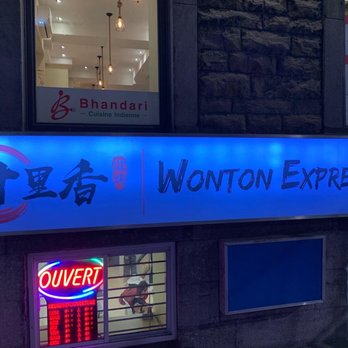 Bhandari
– Cuisine Indienne –
里香
WONTON EXPRE
OUVERT